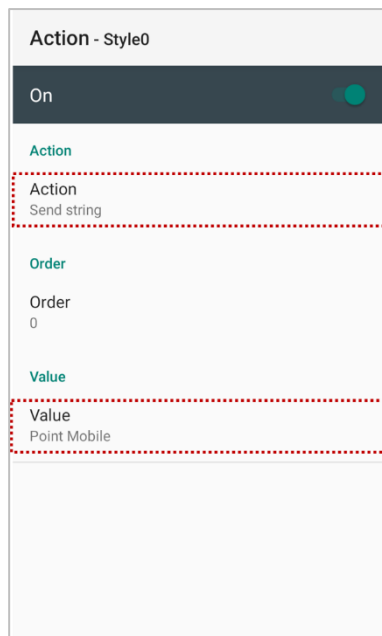 Action - Style0
On
Action
Action
Send string
Order
Order
0
Value
Value
Point Mobile